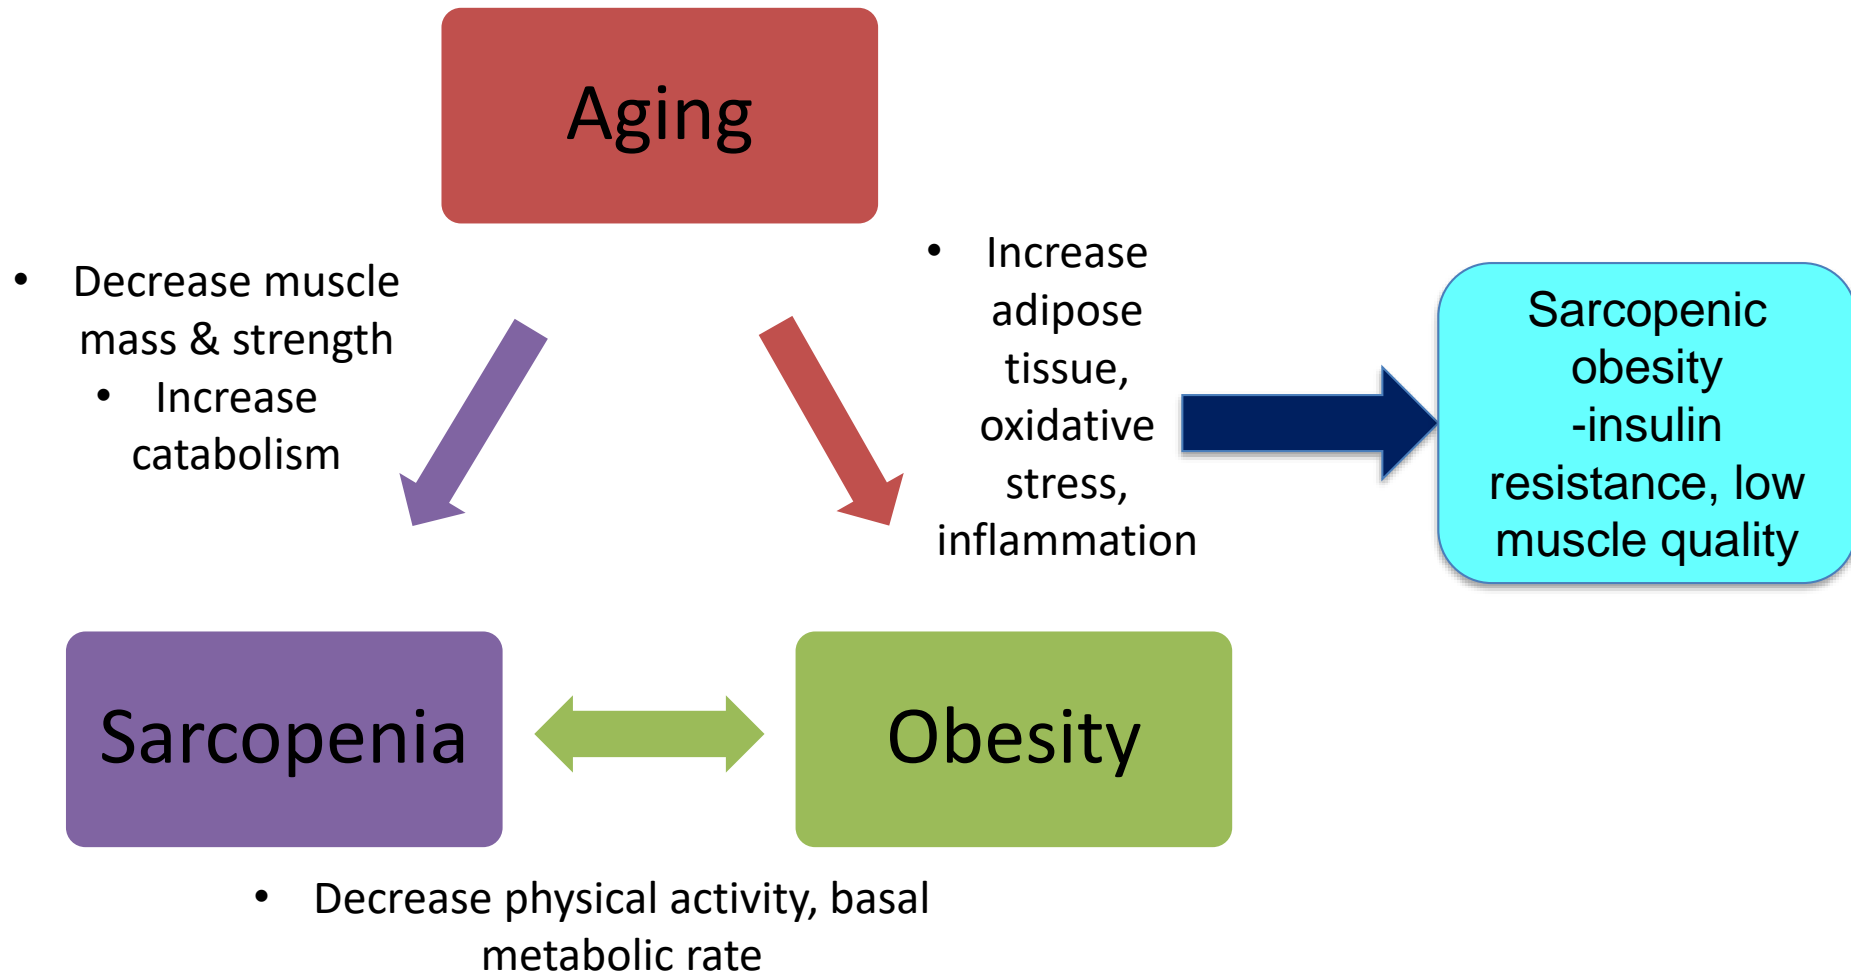 Aging
• Decrease muscle
mass & strength
• Increase
catabolism
• Increase
adipose
tissue,
oxidative
stress,
inflammation
Sarcopenic
obesity
-insulin
resistance, low
muscle quality
Sarcopenia
Obesity
• Decrease physical activity, basal
metabolic rate